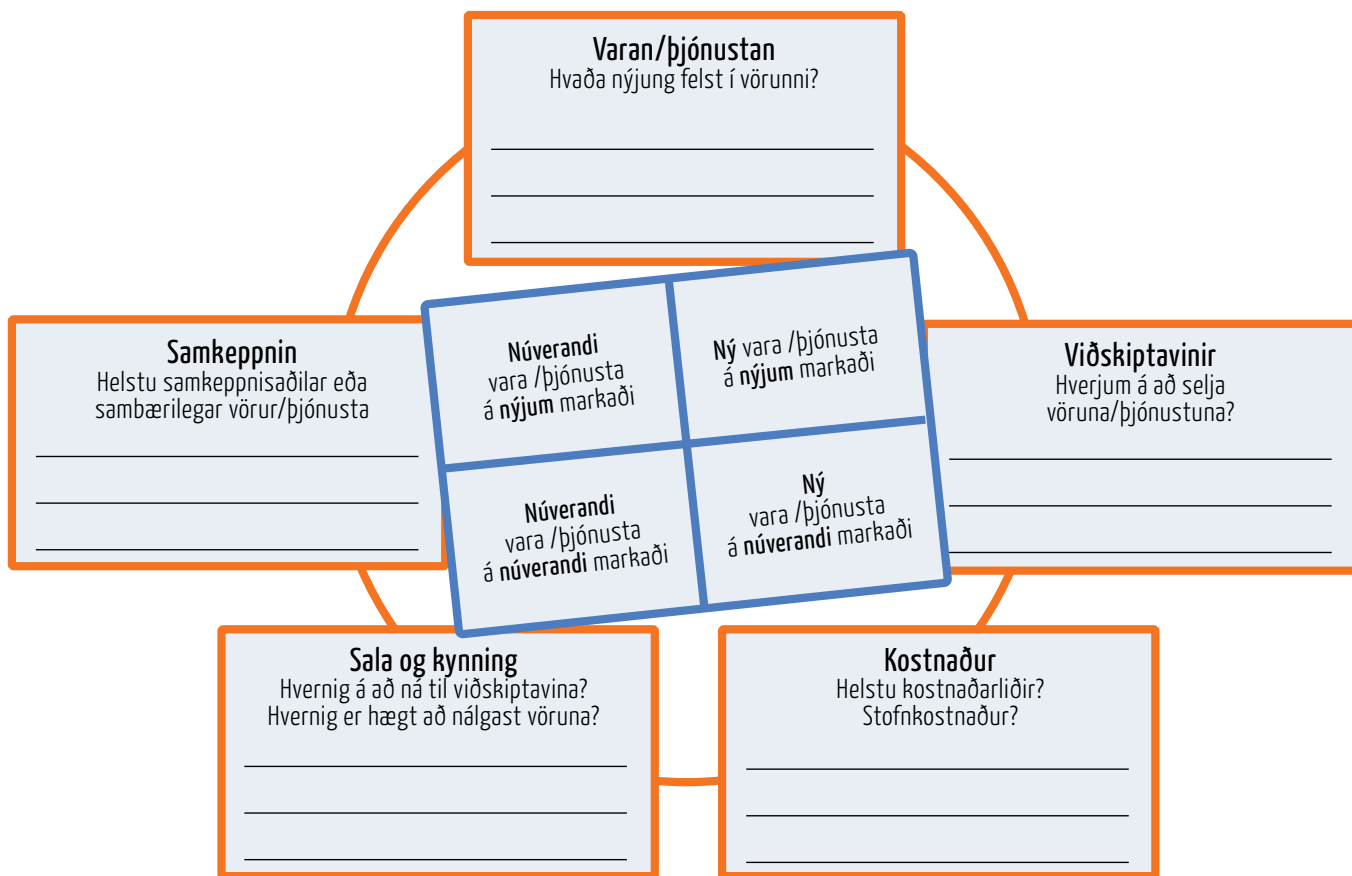 Varan/þjónustan
Hvaða nýjung felst í vörunni?
Samkeppnin
Helstu samkeppnisaðilar eða
sambærilegar vörur/þjónusta
Núverandi
vara /þjónusta
á nýjum markaði
Ný vara /þjónusta
á nýjum markaði
Núverandi
vara /þjónusta
á núverandi markaði
Ný
vara /þjónusta
á núverandi markaði
Viðskiptavinir
Hverjum á að selja
vöruna/þjónustuna?
Sala og kynning
Hvernig á að ná til viðskiptavina?
Hvernig er hægt að nálgast vöruna?
Kostnaður
Helstu kostnaðarliðir?
Stofnkostnaður?